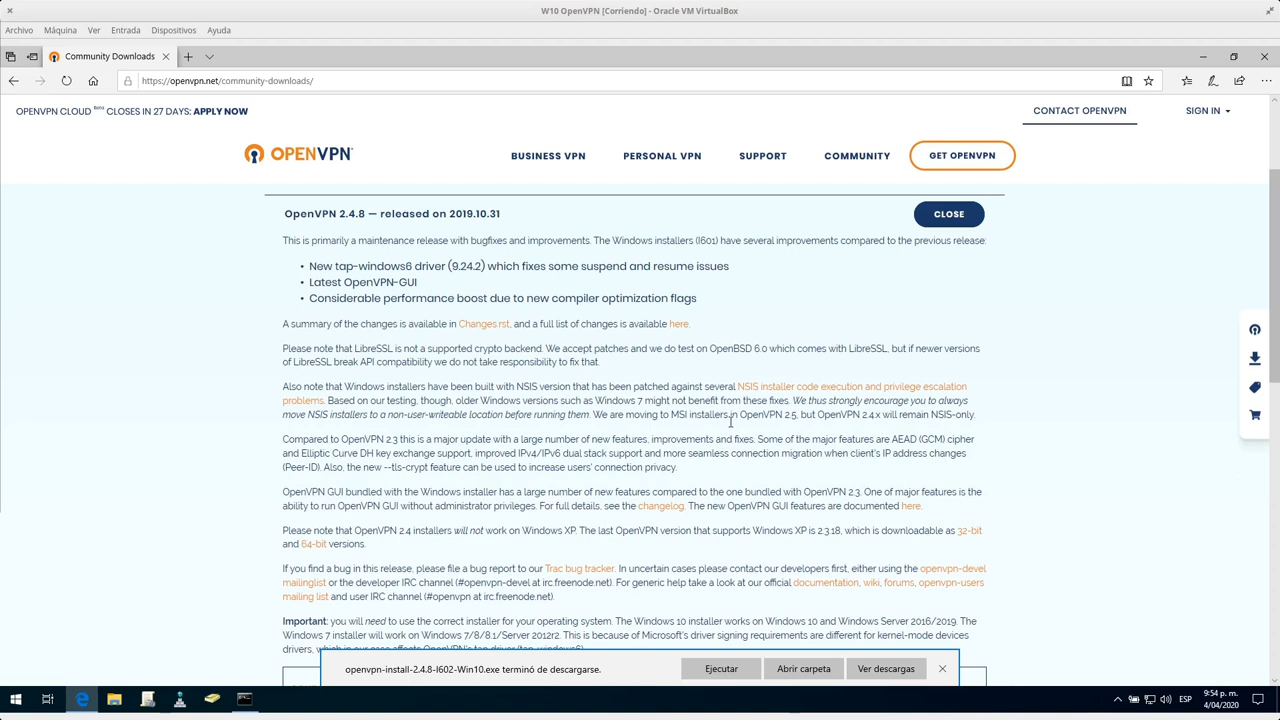 W10 OpenVPN [Corriendo] - Oracle VM VirtualBox
Archivo Máquina Ver Entrada Dispositivos Ayuda
Community Downloads
https://openvpn.net/community-downloads/
OPENVPN CLOUD Beta CLOSES IN 27 DAYS: APPLY NOW
CONTACT OPENVPN SIGN IN
OPENVPN
BUSINESS VPN PERSONAL VPN SUPPORT COMMUNITY GET OPENVPN
OpenVPN 2.4.8 — released on 2019.10.31
CLOSE
This is primarily a maintenance release with bugfixes and improvements. The Windows installers (I601) have several improvements compared to the previous release:
• New tap-windows6 driver (9.24.2) which fixes some suspend and resume issues
• Latest OpenVPN-GUI
• Considerable performance boost due to new compiler optimization flags
A summary of the changes is available in Changes.rst, and a full list of changes is available here.
Please note that LibreSSL is not a supported crypto backend. We accept patches and we do test on OpenBSD 6.0 which comes with LibreSSL, but if newer versions
of LibreSSL break API compatibility we do not take responsibility to fix that.
Also note that Windows installers have been built with NSIS version that has been patched against several NSIS installer code execution and privilege escalation
problems. Based on our testing, though, older Windows versions such as Windows 7 might not benefit from these fixes. We thus strongly encourage you to always
move NSIS installers to a non-user-writeable location before running them. We are moving to MSI installers in OpenVPN 2.5, but OpenVPN 2.4.x will remain NSIS-only.
Compared to OpenVPN 2.3 this is a major update with a large number of new features, improvements and fixes. Some of the major features are AEAD (GCM) cipher
and Elliptic Curve DH key exchange support, improved IPv4/IPv6 dual stack support and more seamless connection migration when client's IP address changes
(Peer-ID). Also, the new --tls-crypt feature can be used to increase users' connection privacy.
OpenVPN GUI bundled with the Windows installer has a large number of new features compared to the one bundled with OpenVPN 2.3. One of major features is the
ability to run OpenVPN GUI without administrator privileges. For full details, see the changelog. The new OpenVPN GUI features are documented here.
Please note that OpenVPN 2.4 installers will not work on Windows XP. The last OpenVPN version that supports Windows XP is 2.3.18, which is downloadable as 32-bit
and 64-bit versions.
If you find a bug in this release, please file a bug report to our Trac bug tracker. In uncertain cases please contact our developers first, either using the openvpn-devel
mailinglist or the developer IRC channel (#openvpn-devel at irc.freenode.net). For generic help take a look at our official documentation, wiki, forums, openvpn-users
mailing list and user IRC channel (#openvpn at irc.freenode.net).
Important: you will need to use the correct installer for your operating system. The Windows 10 installer works on Windows 10 and Windows Server 2016/2019. The
Windows 7 installer will work on Windows 7/8/8.1/Server 2012r2. This is because of Microsoft's driver signing requirements are different for kernel-mode devices
drivers, which in our case affects OpenVPN's tap driver (tap-windows6).
openvpn-install-2.4.8-I602-Win10.exe terminó de descargarse.
Ejecutar Abrir carpeta Ver descargas
ESP
9:54 p. m.
4/04/2020